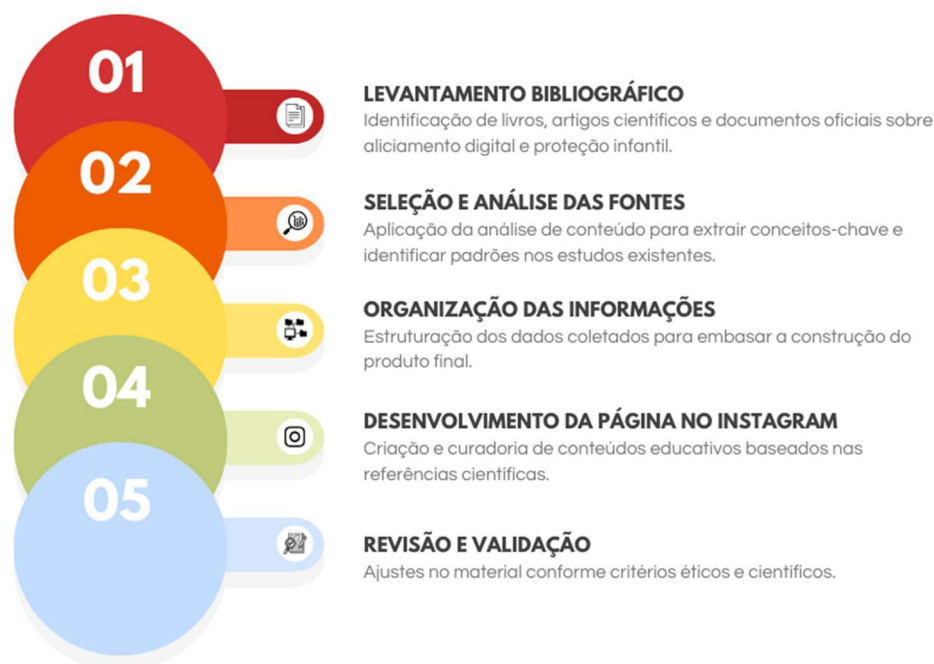 01
LEVANTAMENTO BIBLIOGRÁFICO
Identificação de livros, artigos científicos e documentos oficiais sobre
aliciamento digital e proteção infantil.
02
SELEÇÃO E ANÁLISE DAS FONTES
Aplicação da análise de conteúdo para extrair conceitos-chave e
identificar padrões nos estudos existentes.
03
ORGANIZAÇÃO DAS INFORMAÇÕES
Estruturação dos dados coletados para embasar a construção do
produto final.
04
DESENVOLVIMENTO DA PÁGINA NO INSTAGRAM
Criação e curadoria de conteúdos educativos baseados nas
referências científicas.
05
REVISÃO E VALIDAÇÃO
Ajustes no material conforme critérios éticos e científicos.